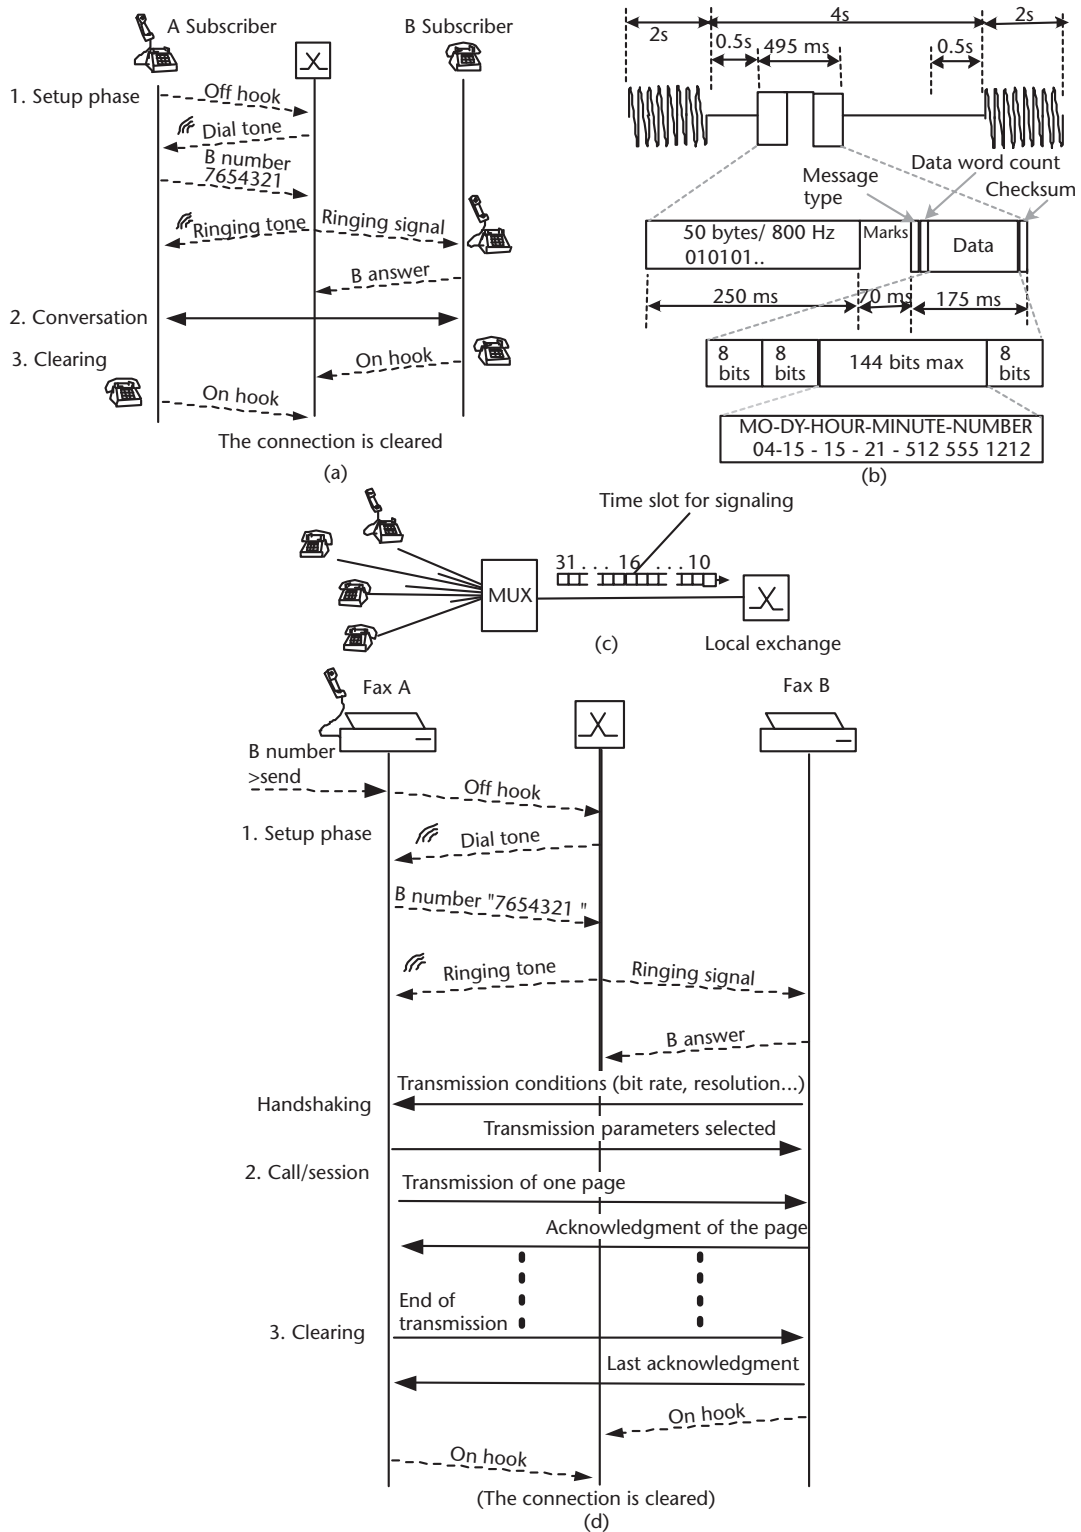 A Subscriber
B Subscriber
1. Setup phase
Off hook
Dial tone
B number
7654321
Ringing tone
Ringing signal
B answer
2. Conversation
3. Clearing
On hook
On hook
The connection is cleared
(a)
2s
4s
2s
0.5s
495 ms
0.5s
Message
type
Data word count
Checksum
50 bytes/ 800 Hz
010101..
Marks
Data
250 ms
70 ms
175 ms
8
bits
8
bits
144 bits max
8
bits
MO-DY-HOUR-MINUTE-NUMBER
04-15 - 15 - 21 - 512 555 1212
(b)
Time slot for signaling
31 . . . 16 . . . 10
MUX
(c)
Local exchange
Fax A
Fax B
B number
>send
Off hook
1. Setup phase
Dial tone
B number "7654321 "
Ringing tone
Ringing signal
B answer
Transmission conditions (bit rate, resolution...)
Handshaking
Transmission parameters selected
2. Call/session
Transmission of one page
Acknowledgment of the page
End of
transmission
3. Clearing
Last acknowledgment
On hook
On hook
(The connection is cleared)
(d)